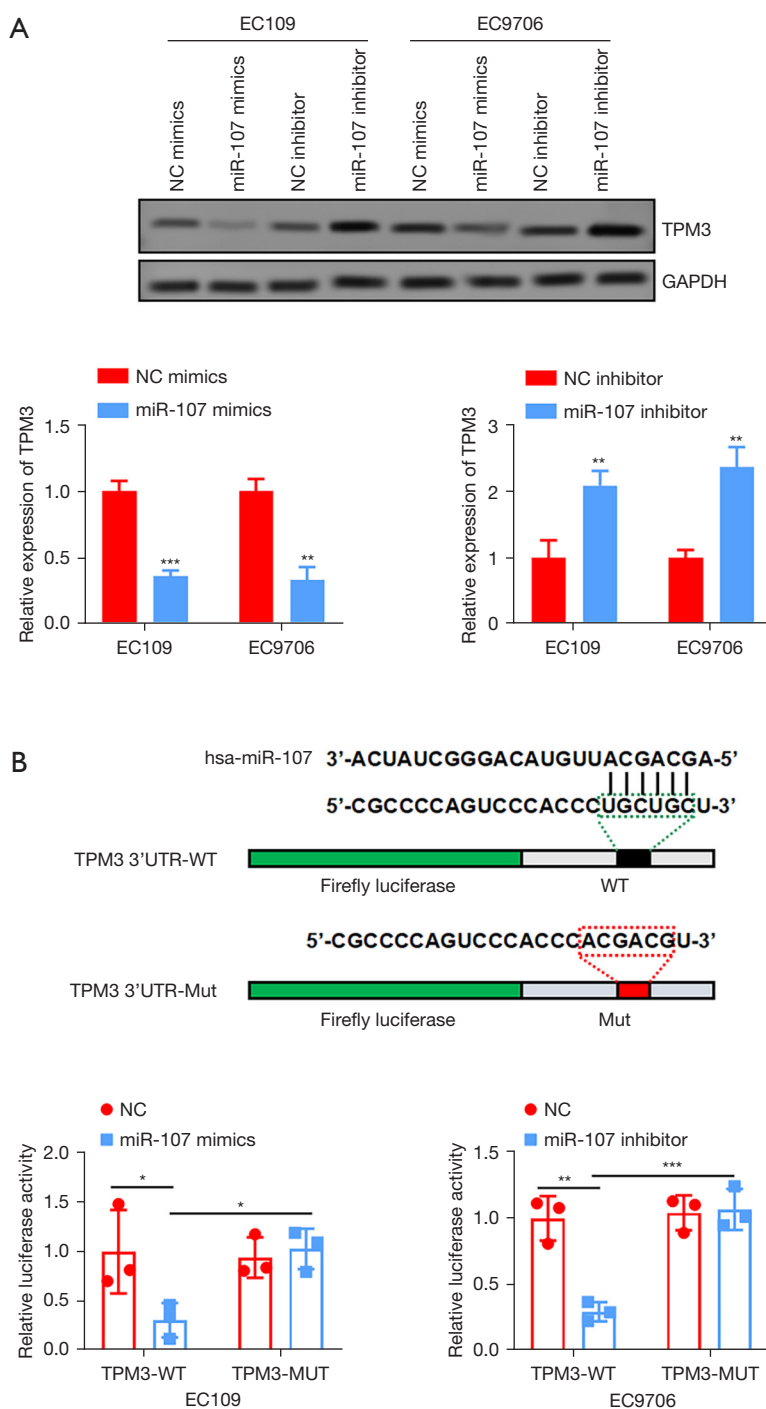 A
EC109 EC9706
NC mimics
miR-107 mimics
NC inhibitor
miR-107 inhibitor
NC mimics
miR-107 mimics
NC inhibitor
miR-107 inhibitor
TPM3
GAPDH
NC mimics
miR-107 mimics
Relative expression of TPM3
1.5
1.0
0.5
0.0
***
**
EC109 EC9706
NC inhibitor
miR-107 inhibitor
Relative expression of TPM3
3
2
1
0
**
**
EC109 EC9706
B
hsa-miR-107 3’-ACUAUCGGGACAUGUUACGACGA-5’
5’-CGCCCCAGUCCCACCCUGCUGCU-3’
TPM3 3’UTR-WT
Firefly luciferase WT
5’-CGCCCCAGUCCCACCCACGACGU-3’
TPM3 3’UTR-Mut
Firefly luciferase Mut
NC
miR-107 mimics
Relative luciferase activity
2.0
1.5
1.0
0.5
0.0
*
*
TPM3-WT TPM3-MUT
EC109
NC
miR-107 inhibitor
Relative luciferase activity
1.5
1.0
0.5
0.0
**
***
TPM3-WT TPM3-MUT
EC9706